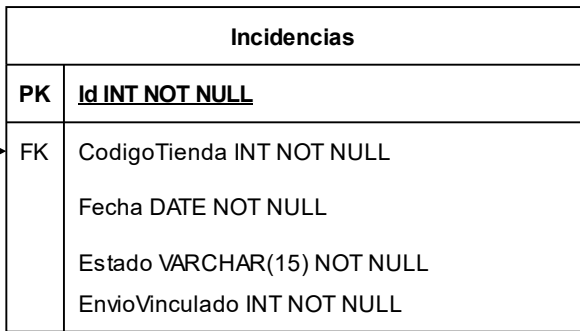 Incidencias
PK Id INT NOT NULL
FK CodigoTienda INT NOT NULL
Fecha DATE NOT NULL
Estado VARCHAR(15) NOT NULL
EnvioVinculado INT NOT NULL